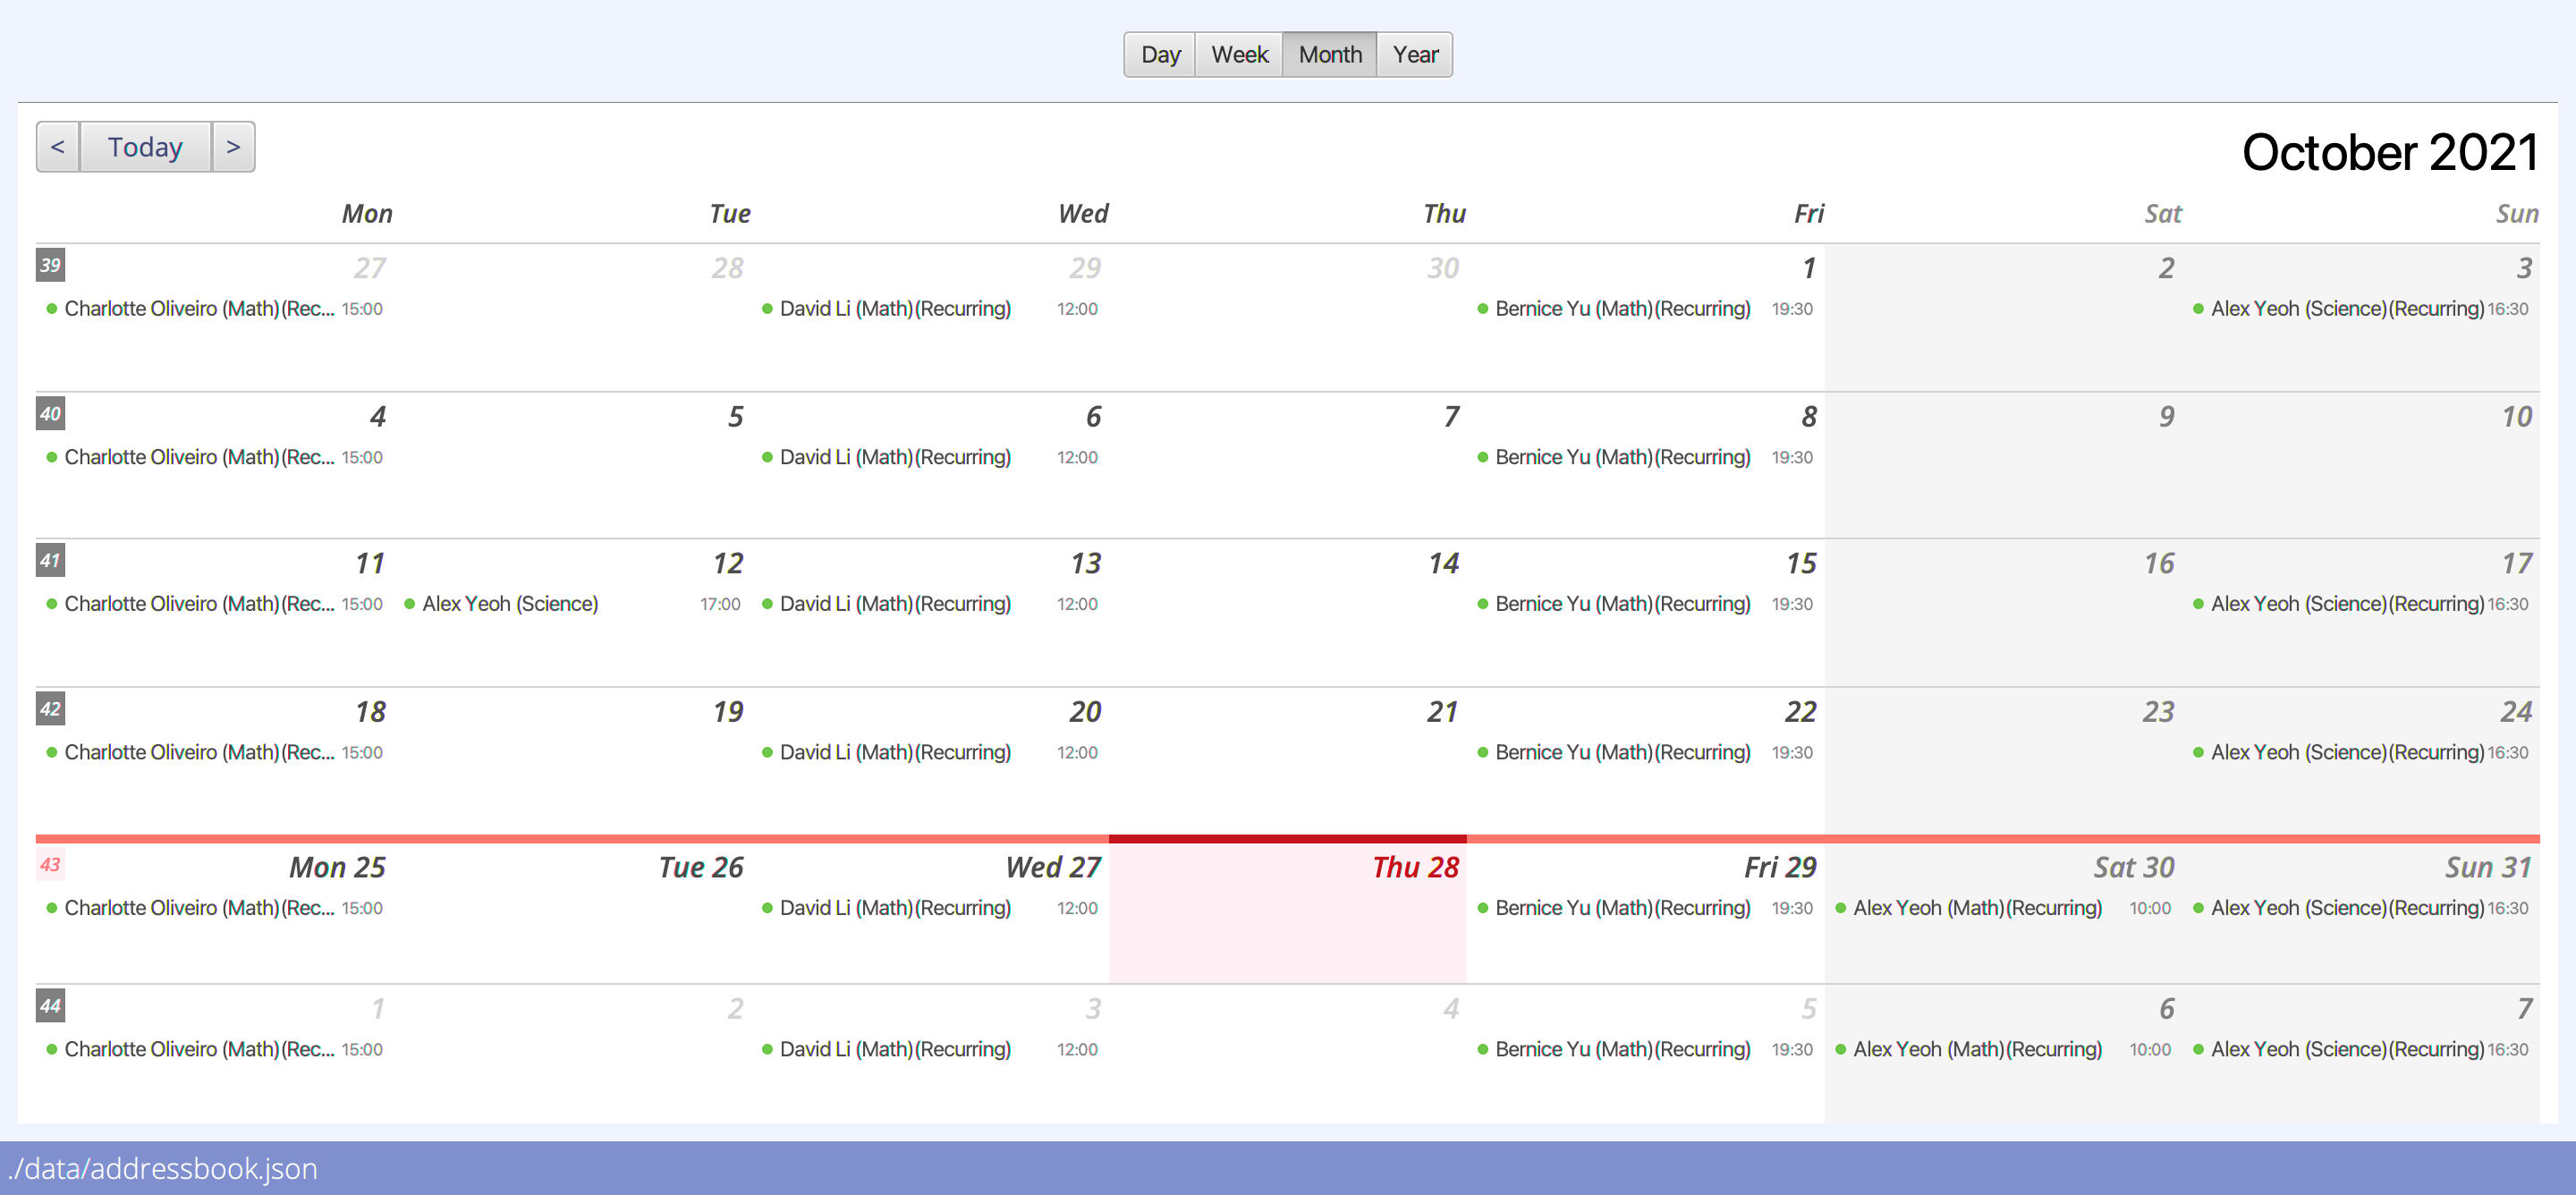 Day Week Month Year
< Today > October 2021
Mon Tue Wed Thu Fri Sat Sun
39 27 28 29 30 1 2 3
Charlotte Oliveiro (Math)(Rec... 15:00 David Li (Math)(Recurring) 12:00 Bernice Yu (Math)(Recurring) 19:30 Alex Yeoh (Science)(Recurring) 16:30
40 4 5 6 7 8 9 10
Charlotte Oliveiro (Math)(Rec... 15:00 David Li (Math)(Recurring) 12:00 Bernice Yu (Math)(Recurring) 19:30
41 11 12 13 14 15 16 17
Charlotte Oliveiro (Math)(Rec... 15:00 Alex Yeoh (Science) 17:00 David Li (Math)(Recurring) 12:00 Bernice Yu (Math)(Recurring) 19:30 Alex Yeoh (Science)(Recurring) 16:30
42 18 19 20 21 22 23 24
Charlotte Oliveiro (Math)(Rec... 15:00 David Li (Math)(Recurring) 12:00 Bernice Yu (Math)(Recurring) 19:30 Alex Yeoh (Science)(Recurring) 16:30
43 Mon 25 Tue 26 Wed 27 Thu 28 Fri 29 Sat 30 Sun 31
Charlotte Oliveiro (Math)(Rec... 15:00 David Li (Math)(Recurring) 12:00 Bernice Yu (Math)(Recurring) 19:30 Alex Yeoh (Math)(Recurring) 10:00 Alex Yeoh (Science)(Recurring) 16:30
44 1 2 3 4 5 6 7
Charlotte Oliveiro (Math)(Rec... 15:00 David Li (Math)(Recurring) 12:00 Bernice Yu (Math)(Recurring) 19:30 Alex Yeoh (Math)(Recurring) 10:00 Alex Yeoh (Science)(Recurring) 16:30
./data/addressbook.json